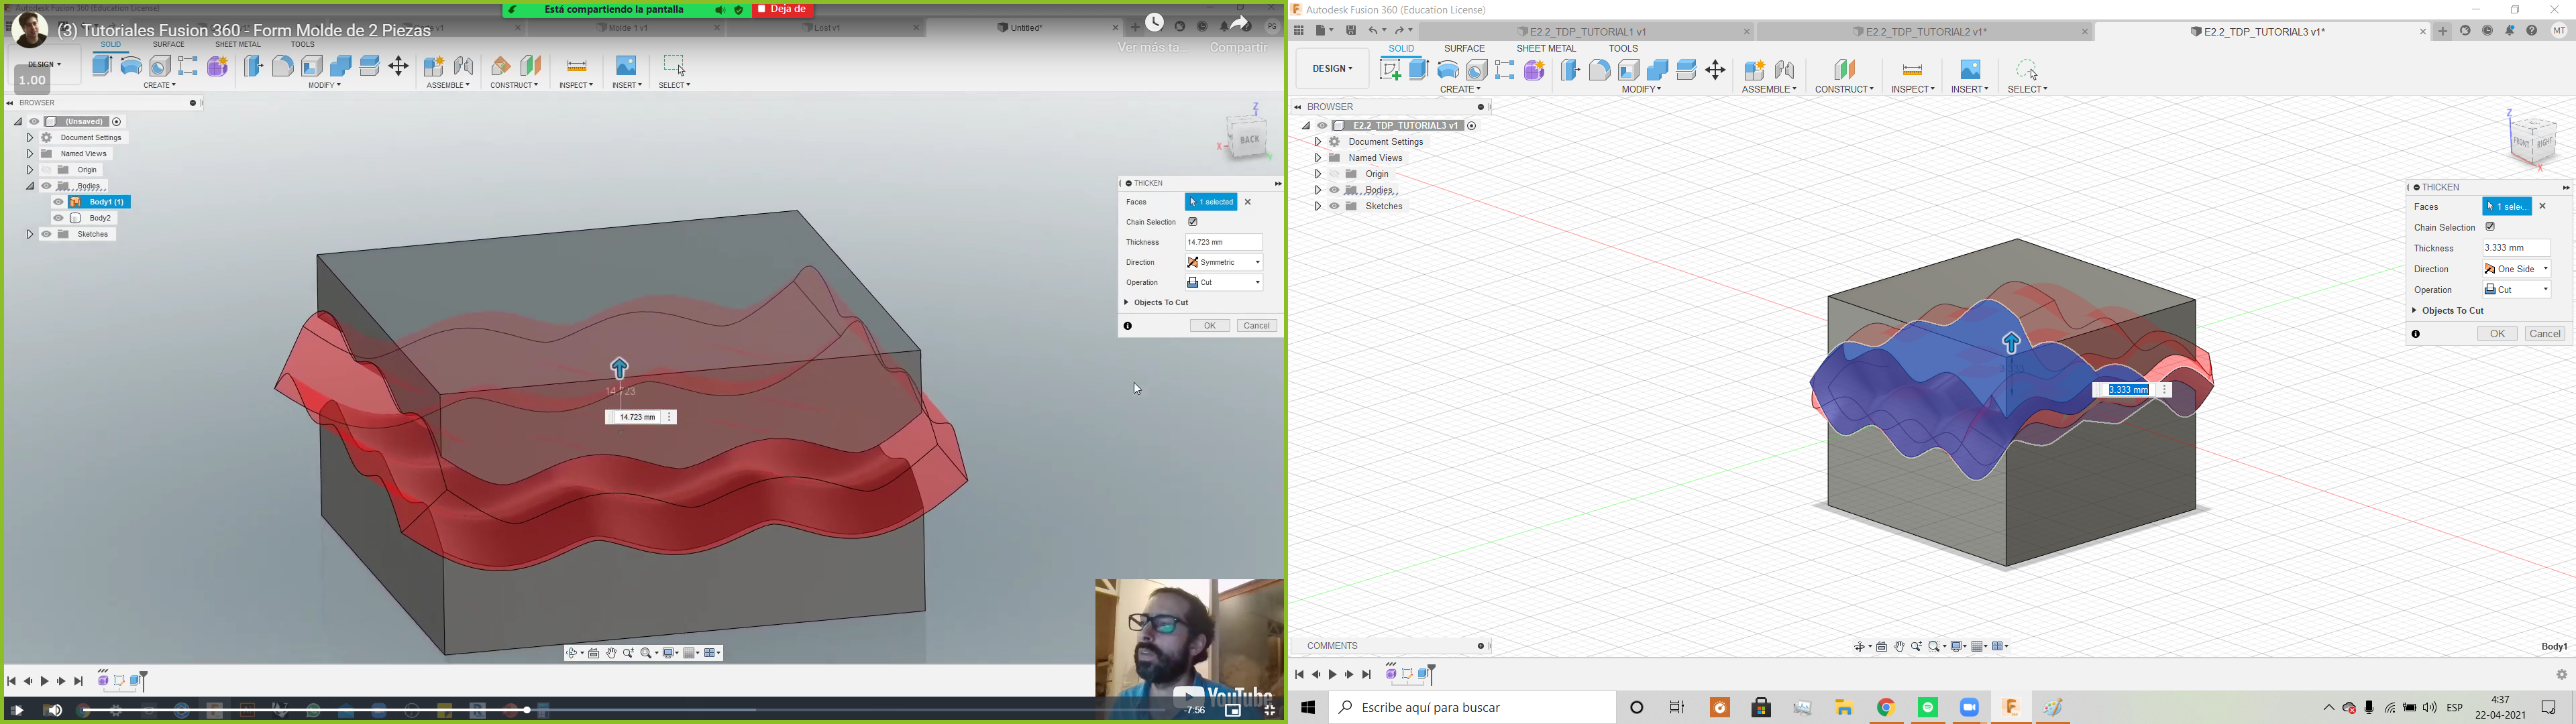 Autodesk Fusion 360 (Education License)
Está compartiendo la pantalla
Deja de
(3) Tutoriales Fusion 360 - Form Molde de 2 Piezas
Molde 1 v1
Lost v1
Untitled*
PG
Ver más ta...
Compartir
SOLID
SURFACE
SHEET METAL
TOOLS
DESIGN
1.00
CREATE
MODIFY
ASSEMBLE
CONSTRUCT
INSPECT
INSERT
SELECT
BROWSER
(Unsaved)
Document Settings
Named Views
Origin
Bodies
Body1 (1)
Body2
Sketches
Z
BACK
X
THICKEN
Faces
1 selected
Chain Selection
Thickness
14.723 mm
Direction
Symmetric
Operation
Cut
Objects To Cut
OK
Cancel
14.723 mm
YouTube
-7:56
Autodesk Fusion 360 (Education License)
E2.2_TDP_TUTORIAL1 v1
E2.2_TDP_TUTORIAL2 v1*
E2.2_TDP_TUTORIAL3 v1*
MT
SOLID
SURFACE
SHEET METAL
TOOLS
DESIGN
CREATE
MODIFY
ASSEMBLE
CONSTRUCT
INSPECT
INSERT
SELECT
BROWSER
E2.2_TDP_TUTORIAL3 v1
Document Settings
Named Views
Origin
Bodies
Sketches
Z
FRONT
RIGHT
X
THICKEN
Faces
1 selec...
Chain Selection
Thickness
3.333 mm
Direction
One Side
Operation
Cut
Objects To Cut
OK
Cancel
3.333 mm
COMMENTS
Body1
Escribe aquí para buscar
ESP
4:37
22-04-2021